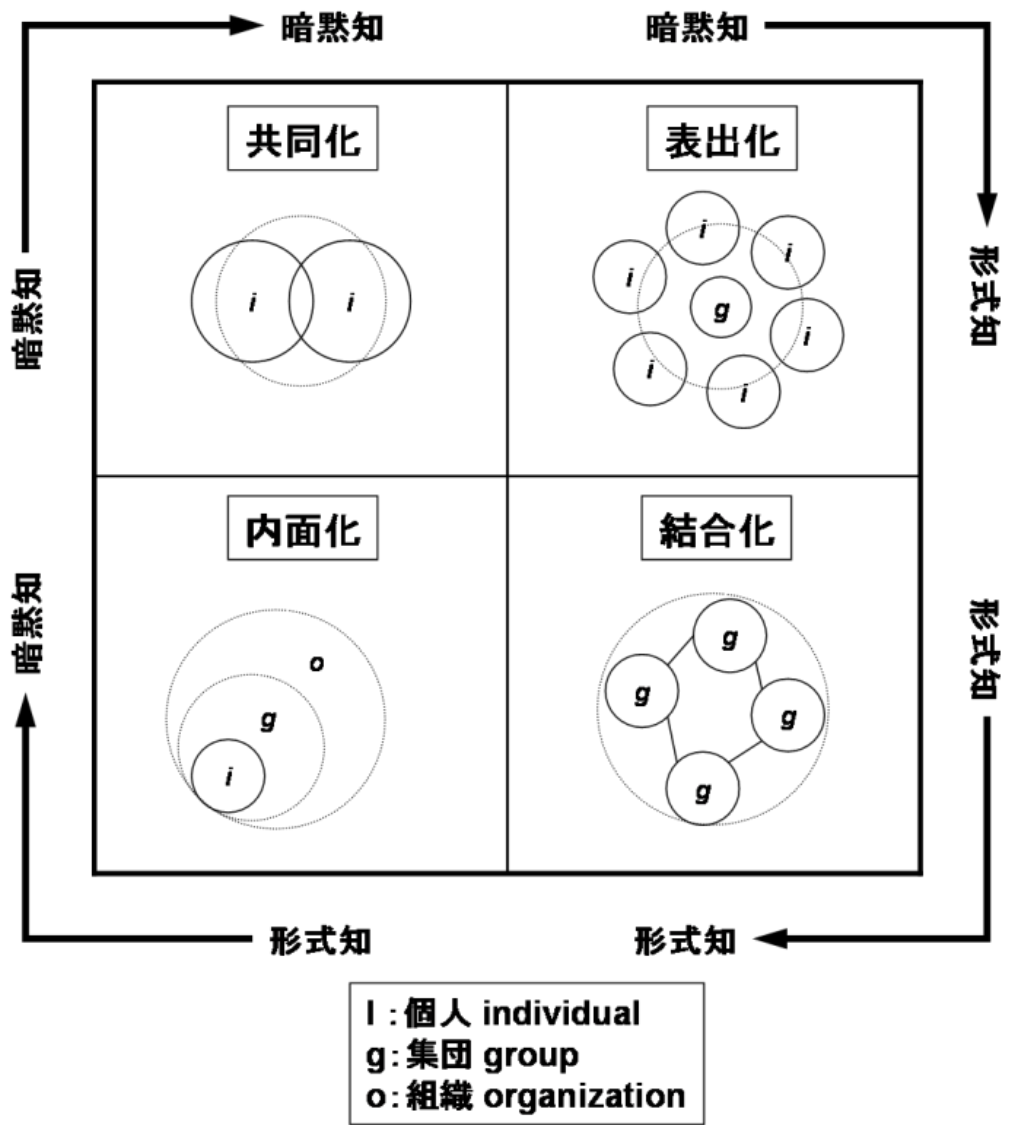 暗黙知
暗黙知
暗黙知
形式知
共同化
表出化
i
i
i
i
i
i
g
i
i
i
内面化
結合化
暗黙知
形式知
o
g
i
g
g
g
g
形式知
形式知
I：個人 individual
g：集団 group
o：組織 organization